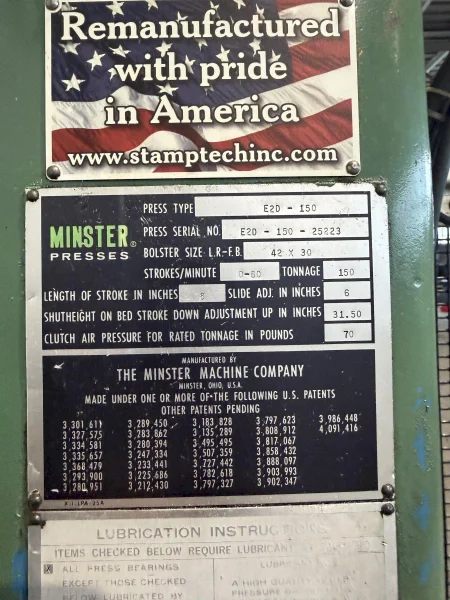 Remanufactured
with pride
in America
www.stamptechinc.com
MINSTER®
PRESSES
PRESS TYPE E2D - 150
PRESS SERIAL NO. E2D - 150 - 25223
BOLSTER SIZE L.R.-F.B. 42 X 30
STROKES/MINUTE 0-60 TONNAGE 150
LENGTH OF STROKE IN INCHES 8 SLIDE ADJ. IN INCHES 6
SHUTHEIGHT ON BED STROKE DOWN ADJUSTMENT UP IN INCHES 31.50
CLUTCH AIR PRESSURE FOR RATED TONNAGE IN POUNDS 70
MANUFACTURED BY
THE MINSTER MACHINE COMPANY
MINSTER, OHIO, U.S.A.
MADE UNDER ONE OR MORE OF THE FOLLOWING U.S. PATENTS
OTHER PATENTS PENDING
3,301,611 3,289,450 3,183,828 3,797,623 3,986,448
3,327,575 3,283,862 3,135,289 3,808,912 4,091,416
3,334,581 3,280,394 3,495,495 3,817,067
3,335,657 3,247,334 3,507,359 3,858,432
3,368,479 3,233,441 3,727,442 3,888,097
3,293,900 3,225,686 3,782,618 3,903,993
3,280,951 3,212,430 3,797,327 3,902,347
LUBRICATION INSTRUCTIONS
ITEMS CHECKED BELOW REQUIRE LUBRICANT
ALL PRESS BEARINGS
EXCEPT THOSE CHECKED
BELOW LUBRICATED BY
A HIGH QUALITY
PRESSURE